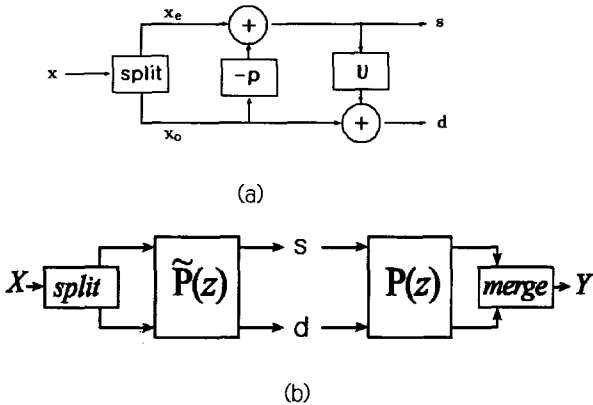 xₑ
+
s
x
split
-p
U
xₒ
+
d
(a)
X
split
P̃(z)
s
d
P(z)
merge
Y
(b)